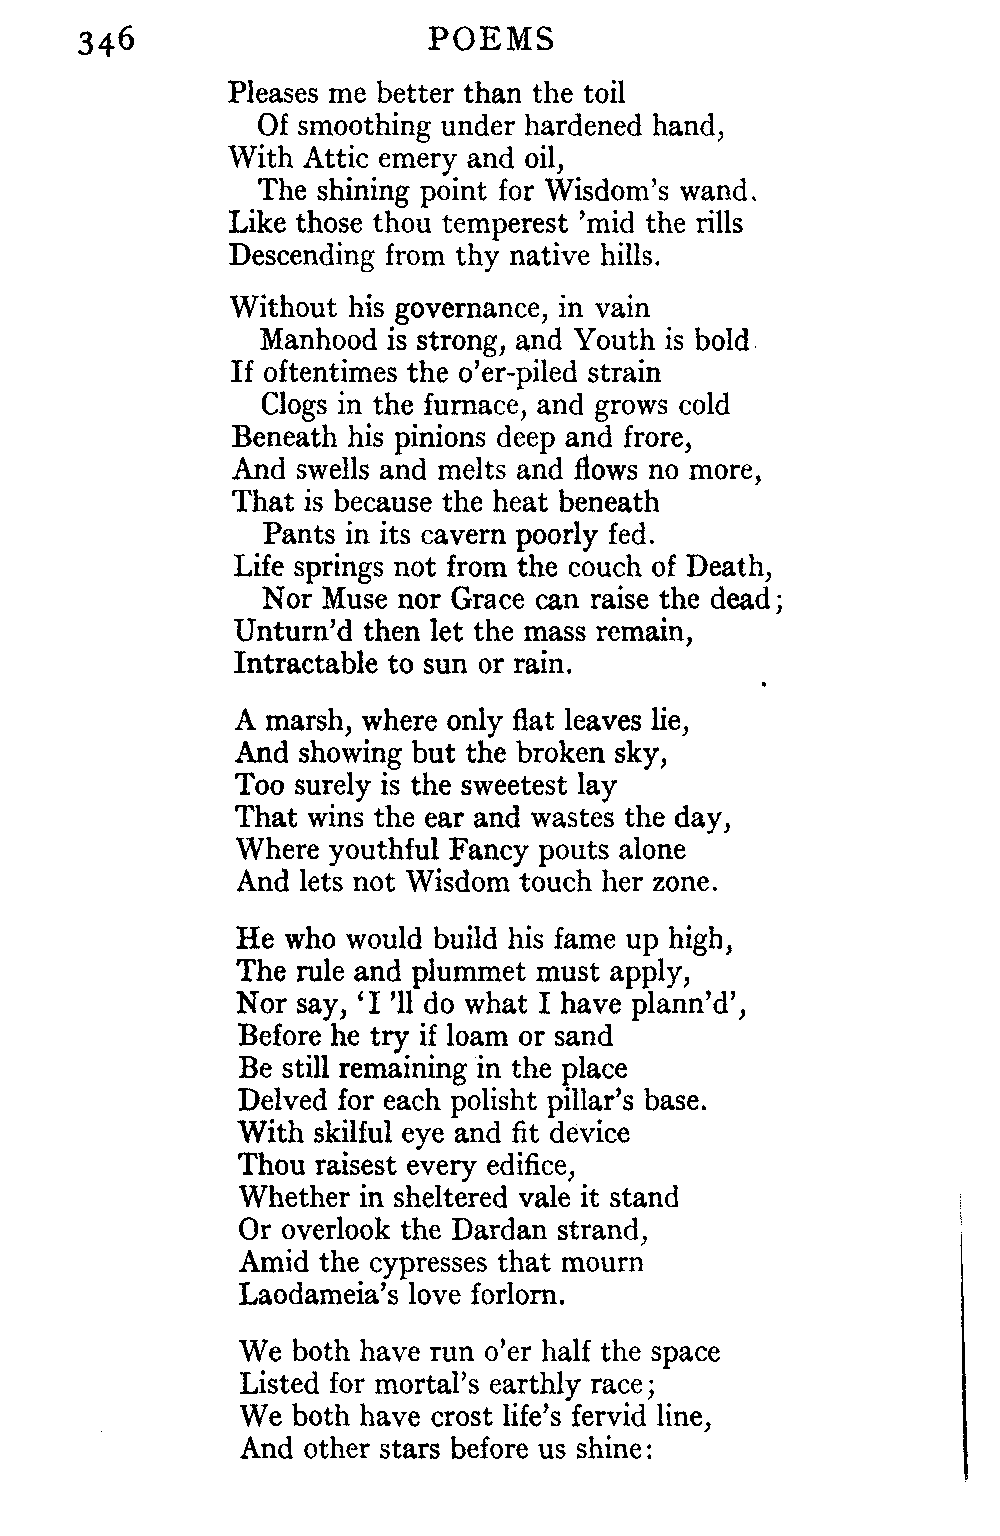 346 POEMS
Pleases me better than the toil
Of smoothing under hardened hand,
With Attic emery and oil,
The shining point for Wisdom's wand.
Like those thou temperest 'mid the rills
Descending from thy native hills.
Without his governance, in vain
Manhood is strong, and Youth is bold
If oftentimes the o'er-piled strain
Clogs in the furnace, and grows cold
Beneath his pinions deep and frore,
And swells and melts and flows no more,
That is because the heat beneath
Pants in its cavern poorly fed.
Life springs not from the couch of Death,
Nor Muse nor Grace can raise the dead;
Unturn'd then let the mass remain,
Intractable to sun or rain.
A marsh, where only flat leaves lie,
And showing but the broken sky,
Too surely is the sweetest lay
That wins the ear and wastes the day,
Where youthful Fancy pouts alone
And lets not Wisdom touch her zone.
He who would build his fame up high,
The rule and plummet must apply,
Nor say, 'I 'll do what I have plann'd',
Before he try if loam or sand
Be still remaining in the place
Delved for each polisht pillar's base.
With skilful eye and fit device
Thou raisest every edifice,
Whether in sheltered vale it stand
Or overlook the Dardan strand,
Amid the cypresses that mourn
Laodameia's love forlorn.
We both have run o'er half the space
Listed for mortal's earthly race;
We both have crost life's fervid line,
And other stars before us shine: